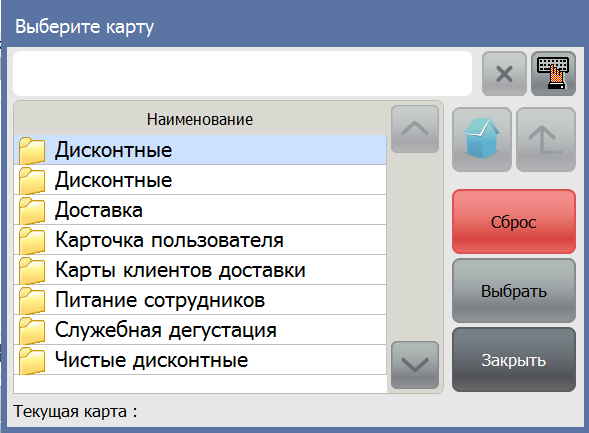 Выберите карту
Наименование
Дисконтные
Дисконтные
Доставка
Карточка пользователя
Карты клиентов доставки
Питание сотрудников
Служебная дегустация
Чистые дисконтные
Сброс
Выбрать
Закрыть
Текущая карта :